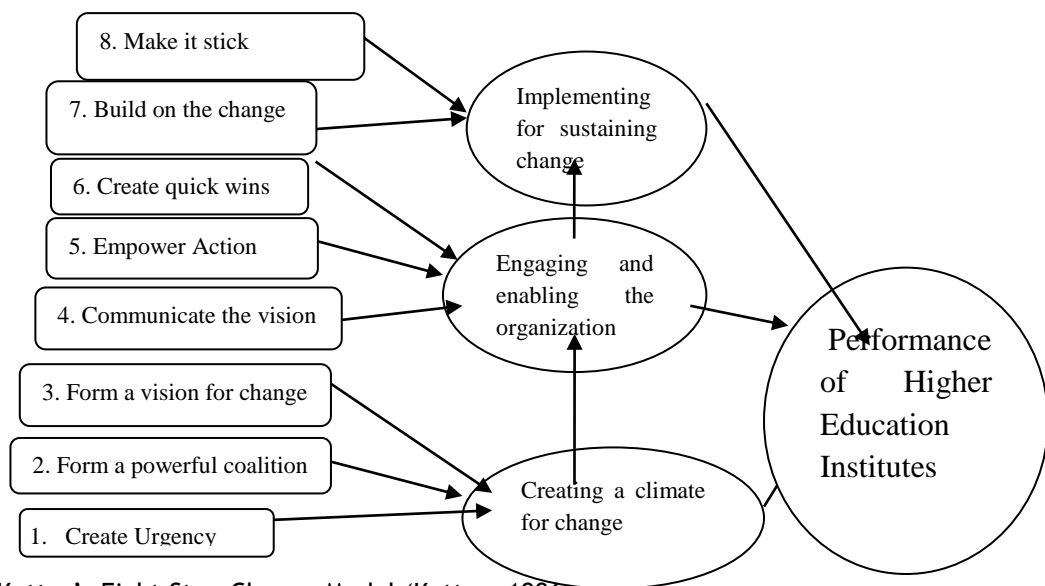 8. Make it stick
7. Build on the change
6. Create quick wins
5. Empower Action
4. Communicate the vision
3. Form a vision for change
2. Form a powerful coalition
1. Create Urgency
Implementing
for sustaining
change
Engaging and
enabling the
organization
Creating a climate
for change
Performance
of Higher
Education
Institutes